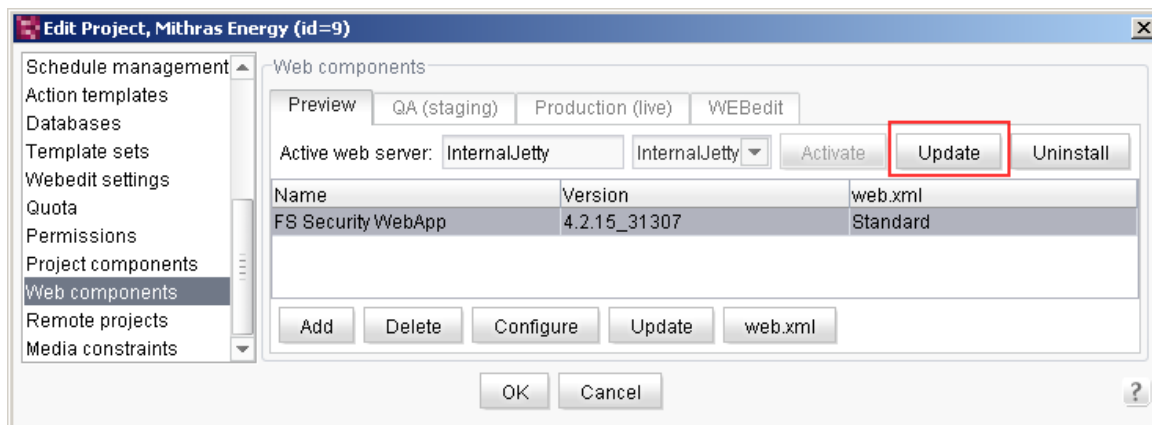 Edit Project, Mithras Energy (id=9)
Schedule management
Action templates
Databases
Template sets
Webedit settings
Quota
Permissions
Project components
Web components
Remote projects
Media constraints
Web components
Preview QA (staging) Production (live) WEBedit
Active web server: InternalJetty InternalJetty Activate Update Uninstall
Name Version web.xml
FS Security WebApp 4.2.15_31307 Standard
Add Delete Configure Update web.xml
OK Cancel ?